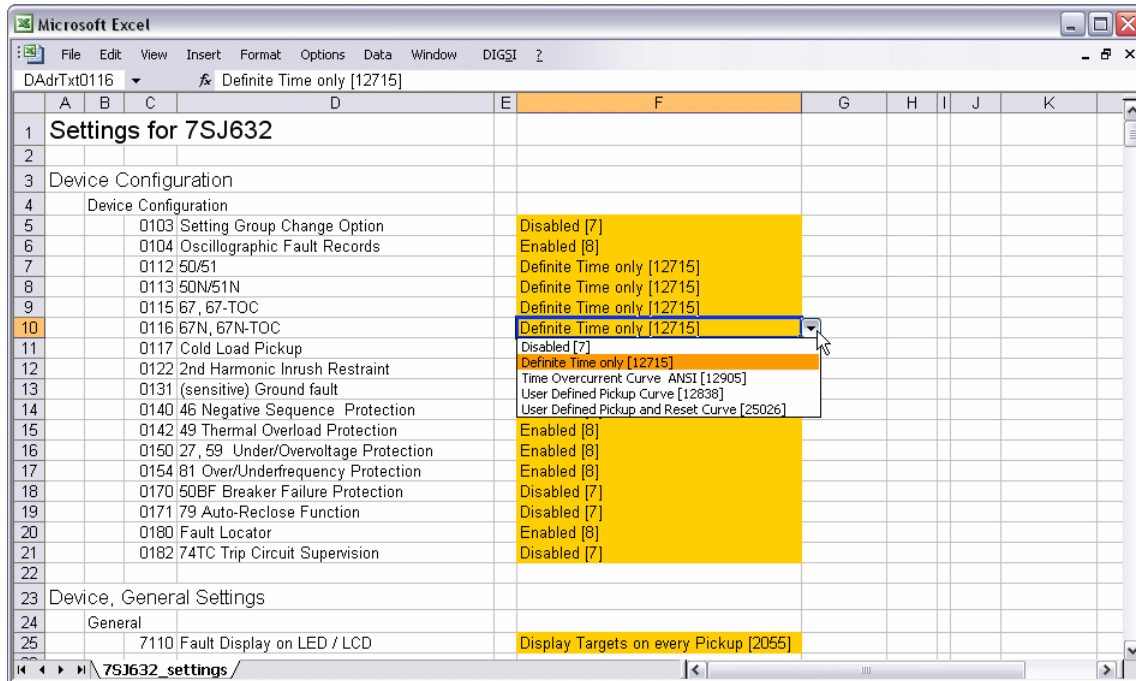 Microsoft Excel
File Edit View Insert Format Options Data Window DIGSI ?
DAdrTxt0116 fx Definite Time only [12715]
A B C D E F G H I J K
1 Settings for 7SJ632
2
3 Device Configuration
4 Device Configuration
5 0103 Setting Group Change Option Disabled [7]
6 0104 Oscillographic Fault Records Enabled [8]
7 0112 50/51 Definite Time only [12715]
8 0113 50N/51N Definite Time only [12715]
9 0115 67, 67-TOC Definite Time only [12715]
10 0116 67N, 67N-TOC Definite Time only [12715]
11 0117 Cold Load Pickup Disabled [7]
12 0122 2nd Harmonic Inrush Restraint Definite Time only [12715]
13 0131 (sensitive) Ground fault Time Overcurrent Curve ANSI [12905]
User Defined Pickup Curve [12838]
14 0140 46 Negative Sequence Protection User Defined Pickup and Reset Curve [25026]
15 0142 49 Thermal Overload Protection Enabled [8]
16 0150 27, 59 Under/Overvoltage Protection Enabled [8]
17 0154 81 Over/Underfrequency Protection Enabled [8]
18 0170 50BF Breaker Failure Protection Disabled [7]
19 0171 79 Auto-Reclose Function Disabled [7]
20 0180 Fault Locator Enabled [8]
21 0182 74TC Trip Circuit Supervision Disabled [7]
22
23 Device, General Settings
24 General
25 7110 Fault Display on LED / LCD Display Targets on every Pickup [2055]
7SJ632_settings